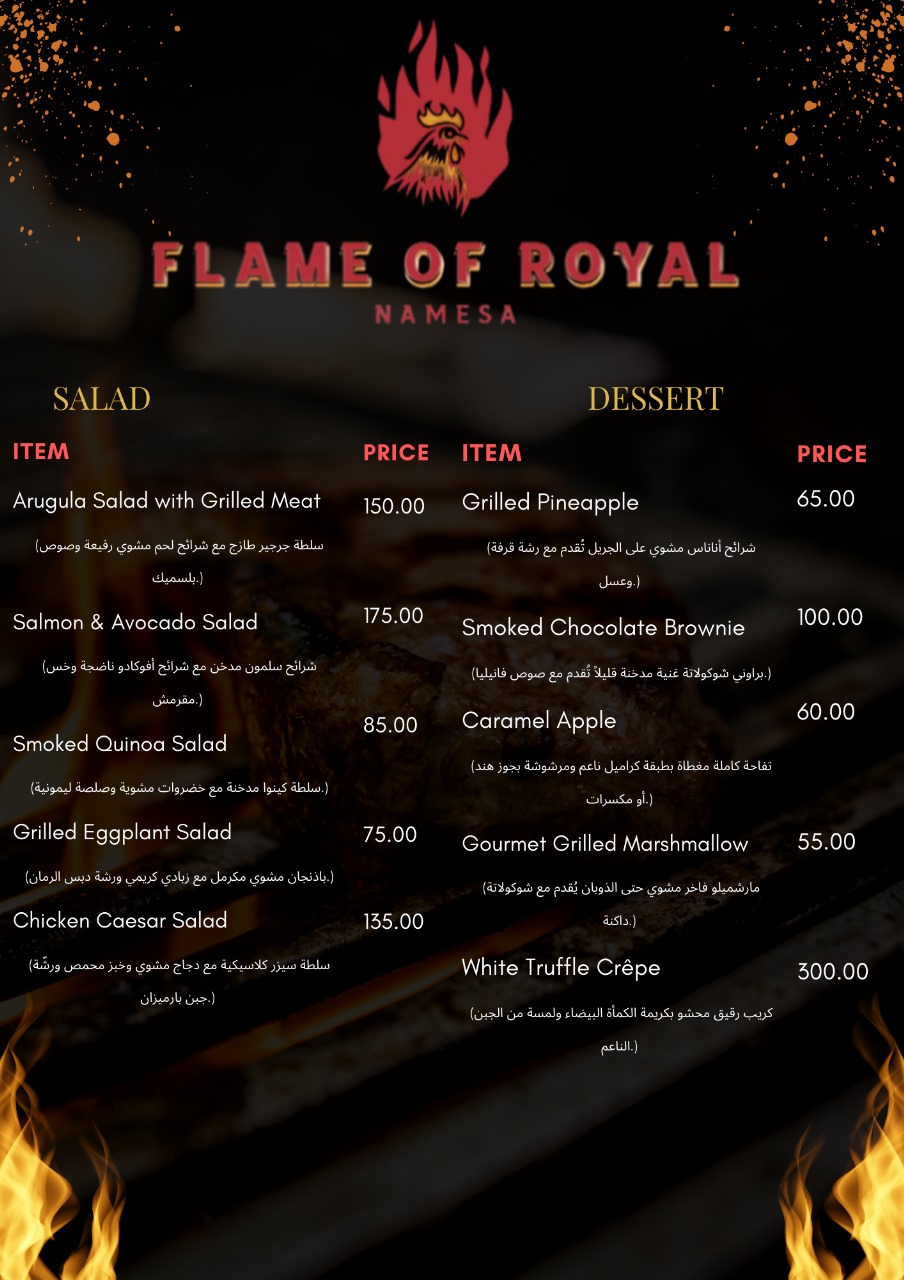 FLAME OF ROYAL
NAMESA
SALAD
ITEM
PRICE
Arugula Salad with Grilled Meat
150.00
(سلطة جرجير طازج مع شرائح لحم مشوي رفيعة وصوص
بلسميك.)
Salmon & Avocado Salad
175.00
(شرائح سلمون مدخن مع شرائح أفوكادو ناضجة وخس
مقرمش.)
Smoked Quinoa Salad
85.00
(سلطة كينوا مدخنة مع خضروات مشوية وصلصة ليمونية.)
Grilled Eggplant Salad
75.00
(باذنجان مشوي مكرمل مع زبادي كريمي ورشة دبس الرمان.)
Chicken Caesar Salad
135.00
(سلطة سيزر كلاسيكية مع دجاج مشوي وخبز محمص ورشّة
جبن بارميزان.)
DESSERT
ITEM
PRICE
Grilled Pineapple
65.00
(شرائح أناناس مشوي على الجريل تُقدم مع رشة قرفة
وعسل.)
Smoked Chocolate Brownie
100.00
(براوني شوكولاتة غنية مدخنة قليلاً تُقدم مع صوص فانيليا.)
Caramel Apple
60.00
(تفاحة كاملة مغطاة بطبقة كراميل ناعم ومرشوشة بجوز هند
أو مكسرات.)
Gourmet Grilled Marshmallow
55.00
(مارشميلو فاخر مشوي حتى الذوبان يُقدم مع شوكولاتة
داكنة.)
White Truffle Crêpe
300.00
(كريب رقيق محشو بكريمة الكمأة البيضاء ولمسة من الجبن
الناعم.)